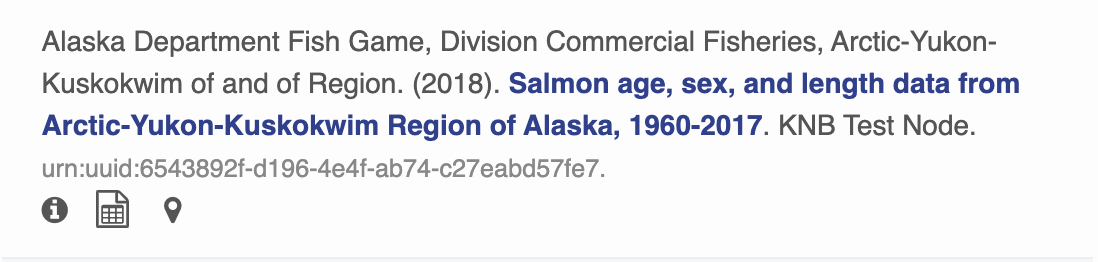 Alaska Department Fish Game, Division Commercial Fisheries, Arctic-Yukon-
Kuskokwim of and of Region. (2018). Salmon age, sex, and length data from
Arctic-Yukon-Kuskokwim Region of Alaska, 1960-2017. KNB Test Node.
urn:uuid:6543892f-d196-4e4f-ab74-c27eabd57fe7.